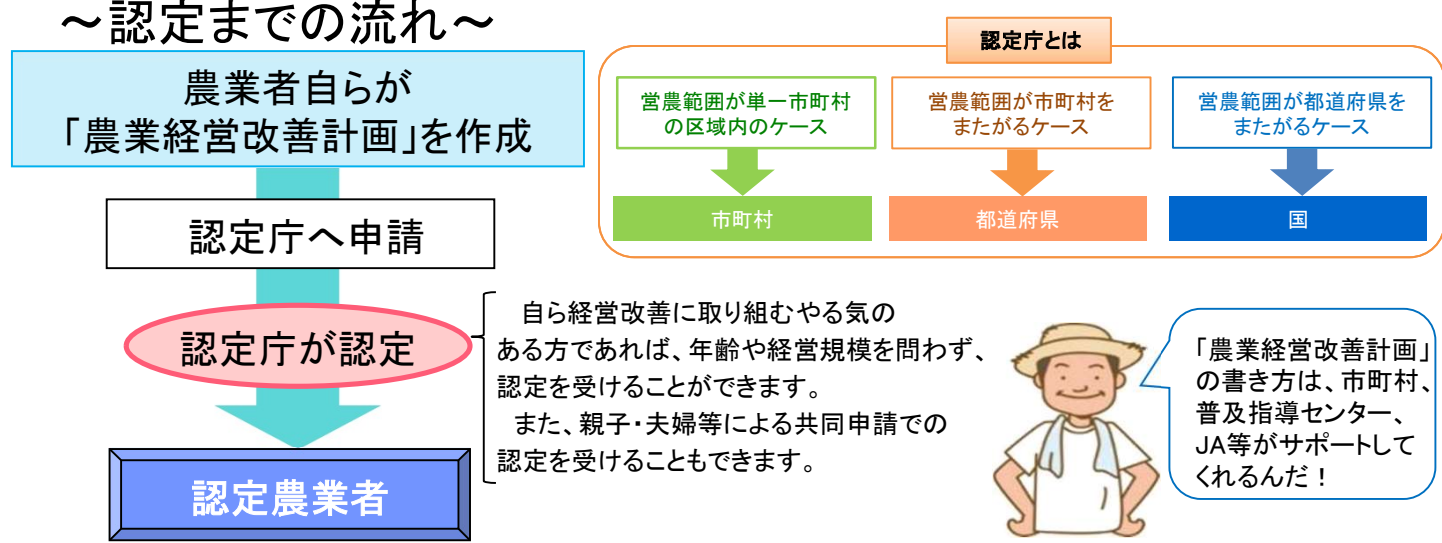 ～認定までの流れ～
農業者自らが
「農業経営改善計画」を作成
認定庁へ申請
認定庁が認定
認定農業者
自ら経営改善に取り組むやる気の
ある方であれば、年齢や経営規模を問わず、
認定を受けることができます。
また、親子・夫婦等による共同申請での
認定を受けることもできます。
認定庁とは
営農範囲が単一市町村
の区域内のケース
市町村
営農範囲が市町村を
またがるケース
都道府県
営農範囲が都道府県を
またがるケース
国
「農業経営改善計画」
の書き方は、市町村、
普及指導センター、
JA等がサポートして
くれるんだ！